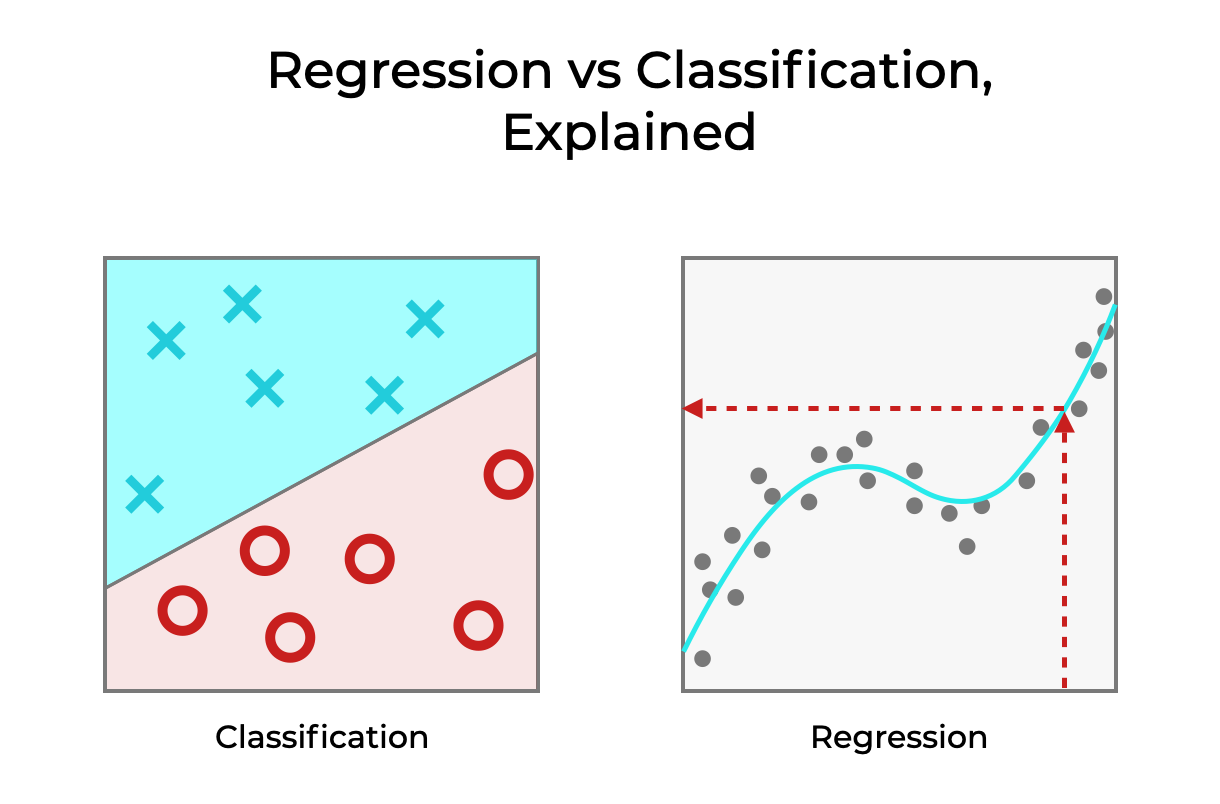 Regression vs Classification,
Explained
Classification
Regression